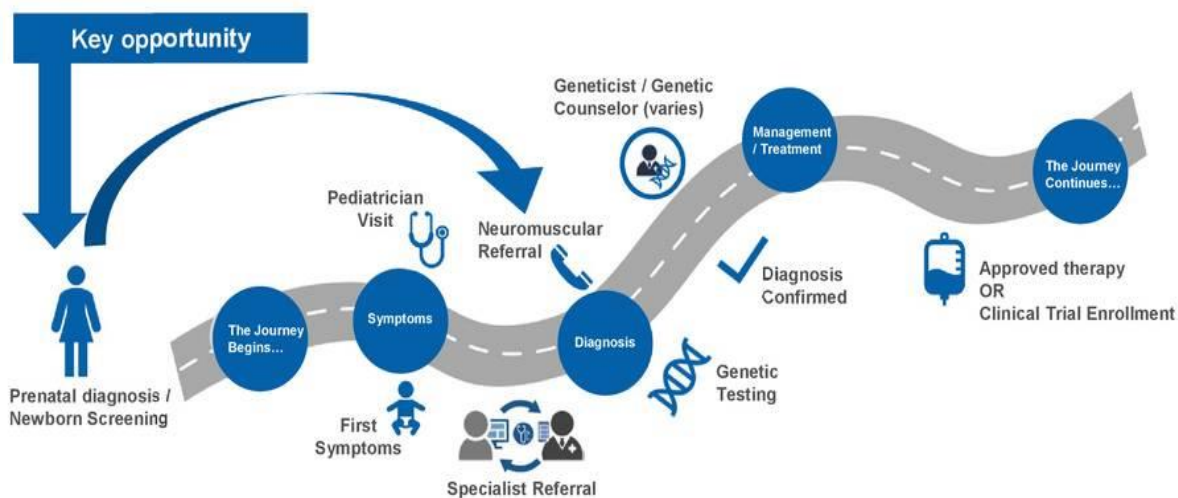 Key opportunity
Prenatal diagnosis /
Newborn Screening
The Journey
Begins…
Symptoms
Pediatrician
Visit
First
Symptoms
Specialist Referral
Neuromuscular
Referral
Diagnosis
Genetic
Testing
Geneticist / Genetic
Counselor (varies)
Diagnosis
Confirmed
Management
/ Treatment
Approved therapy
OR
Clinical Trial Enrollment
The Journey
Continues…